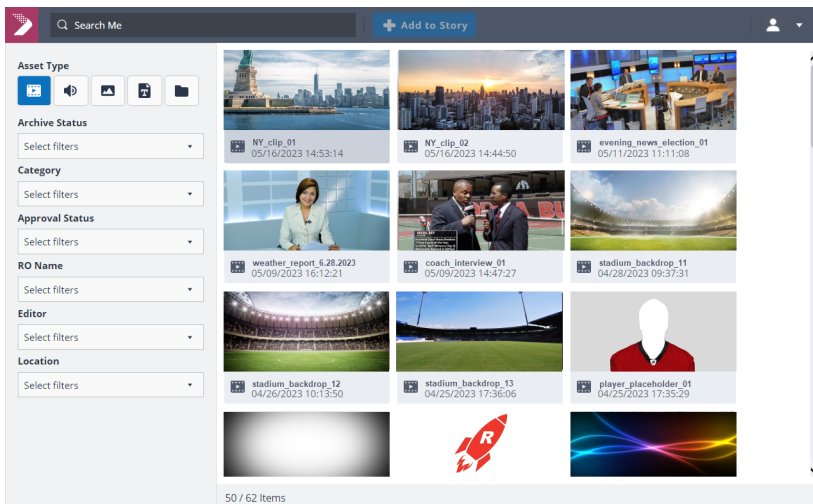 Search Me
Add to Story
Asset Type
Archive Status
Select filters
Category
Select filters
Approval Status
Select filters
RO Name
Select filters
Editor
Select filters
Location
Select filters
NY_clip_01
05/16/2023 14:53:14
NY_clip_02
05/16/2023 14:44:50
evening_news_election_01
05/11/2023 11:11:08
weather_report_6.28.2023
05/09/2023 16:12:21
coach_interview_01
05/09/2023 14:47:27
stadium_backdrop_11
04/28/2023 09:37:31
stadium_backdrop_12
04/26/2023 10:13:50
stadium_backdrop_13
04/25/2023 17:36:06
player_placeholder_01
04/25/2023 17:35:29
R
50 / 62 Items